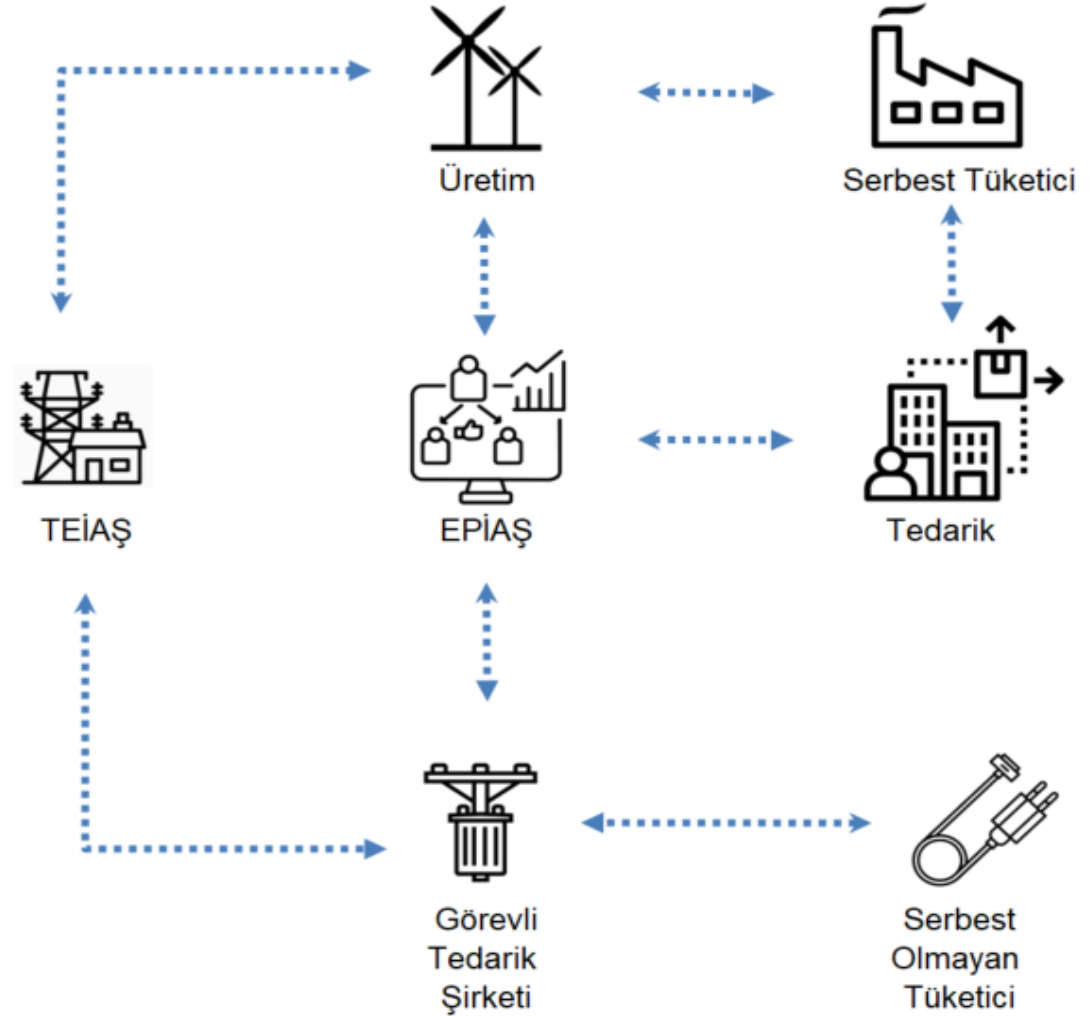 Üretim
Serbest Tüketici
TEİAŞ
EPİAŞ
Tedarik
Görevli
Tedarik
Şirketi
Serbest
Olmayan
Tüketici